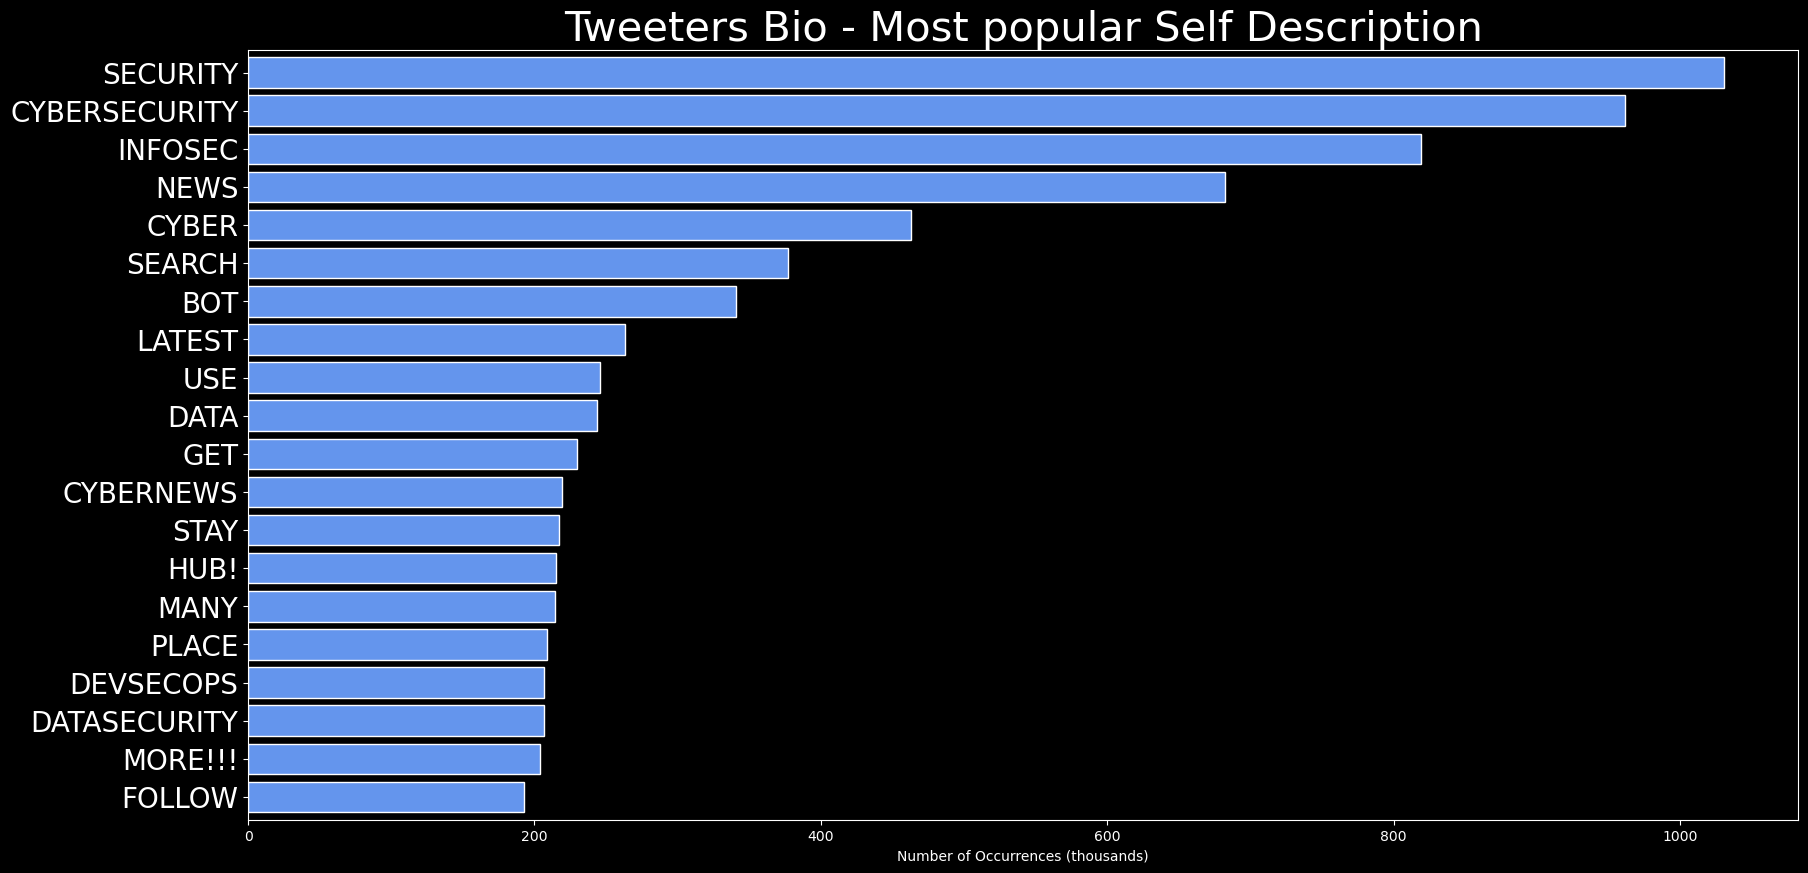 Tweeters Bio - Most popular Self Description
SECURITY
CYBERSECURITY
INFOSEC
NEWS
CYBER
SEARCH
BOT
LATEST
USE
DATA
GET
CYBERNEWS
STAY
HUB!
MANY
PLACE
DEVSECOPS
DATASECURITY
MORE!!!
FOLLOW
0 200 400 600 800 1000
Number of Occurrences (thousands)